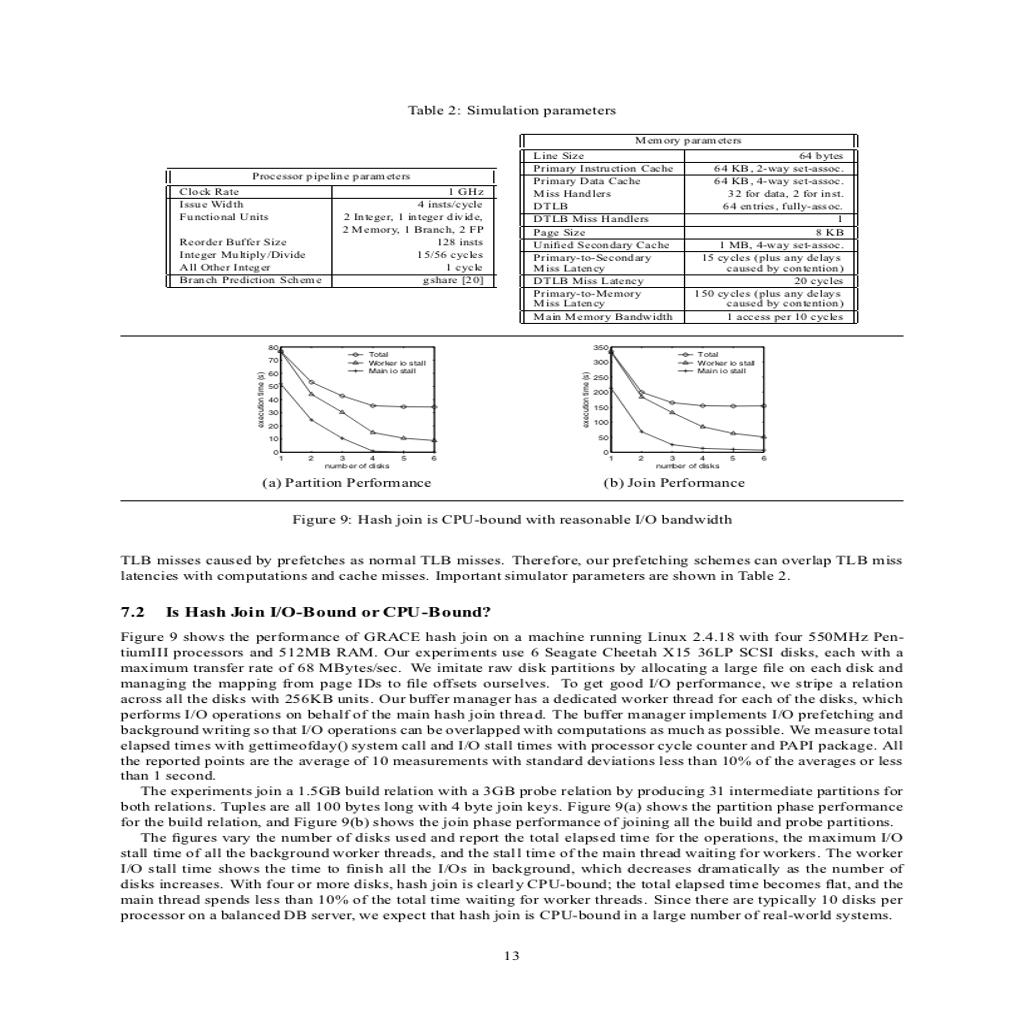 Table 2: Simulation parameters
Processor pipeline parameters
Clock Rate 1 GHz
Issue Width 4 insts/cycle
Functional Units 2 Integer, 1 integer divide,
2 Memory, 1 Branch, 2 FP
Reorder Buffer Size 128 insts
Integer Multiply/Divide 15/56 cycles
All Other Integer 1 cycle
Branch Prediction Scheme gshare [20]
Memory parameters
Line Size 64 bytes
Primary Instruction Cache 64 KB, 2-way set-assoc.
Primary Data Cache 64 KB, 4-way set-assoc.
Miss Handlers 32 for data, 2 for inst.
DTLB 64 entries, fully-assoc.
DTLB Miss Handlers 1
Page Size 8 KB
Unified Secondary Cache 1 MB, 4-way set-assoc.
Primary-to-Secondary 15 cycles (plus any delays
Miss Latency caused by contention)
DTLB Miss Latency 20 cycles
Primary-to-Memory 150 cycles (plus any delays
Miss Latency caused by contention)
Main Memory Bandwidth 1 access per 10 cycles
80
70
60
50
40
30
20
10
0
execution time (s)
Total
Worker io stall
Main io stall
1 2 3 4 5 6
number of disks
(a) Partition Performance
350
300
250
200
150
100
50
0
execution time (s)
Total
Worker io stall
Main io stall
1 2 3 4 5 6
number of disks
(b) Join Performance
Figure 9: Hash join is CPU-bound with reasonable I/O bandwidth
TLB misses caused by prefetches as normal TLB misses. Therefore, our prefetching schemes can overlap TLB miss
latencies with computations and cache misses. Important simulator parameters are shown in Table 2.
7.2 Is Hash Join I/O-Bound or CPU-Bound?
Figure 9 shows the performance of GRACE hash join on a machine running Linux 2.4.18 with four 550MHz Pen-
tiumIII processors and 512MB RAM. Our experiments use 6 Seagate Cheetah X15 36LP SCSI disks, each with a
maximum transfer rate of 68 MBytes/sec. We imitate raw disk partitions by allocating a large file on each disk and
managing the mapping from page IDs to file offsets ourselves. To get good I/O performance, we stripe a relation
across all the disks with 256KB units. Our buffer manager has a dedicated worker thread for each of the disks, which
performs I/O operations on behalf of the main hash join thread. The buffer manager implements I/O prefetching and
background writing so that I/O operations can be overlapped with computations as much as possible. We measure total
elapsed times with gettimeofday() system call and I/O stall times with processor cycle counter and PAPI package. All
the reported points are the average of 10 measurements with standard deviations less than 10% of the averages or less
than 1 second.
The experiments join a 1.5GB build relation with a 3GB probe relation by producing 31 intermediate partitions for
both relations. Tuples are all 100 bytes long with 4 byte join keys. Figure 9(a) shows the partition phase performance
for the build relation, and Figure 9(b) shows the join phase performance of joining all the build and probe partitions.
The figures vary the number of disks used and report the total elapsed time for the operations, the maximum I/O
stall time of all the background worker threads, and the stall time of the main thread waiting for workers. The worker
I/O stall time shows the time to finish all the I/Os in background, which decreases dramatically as the number of
disks increases. With four or more disks, hash join is clearly CPU-bound; the total elapsed time becomes flat, and the
main thread spends less than 10% of the total time waiting for worker threads. Since there are typically 10 disks per
processor on a balanced DB server, we expect that hash join is CPU-bound in a large number of real-world systems.
13